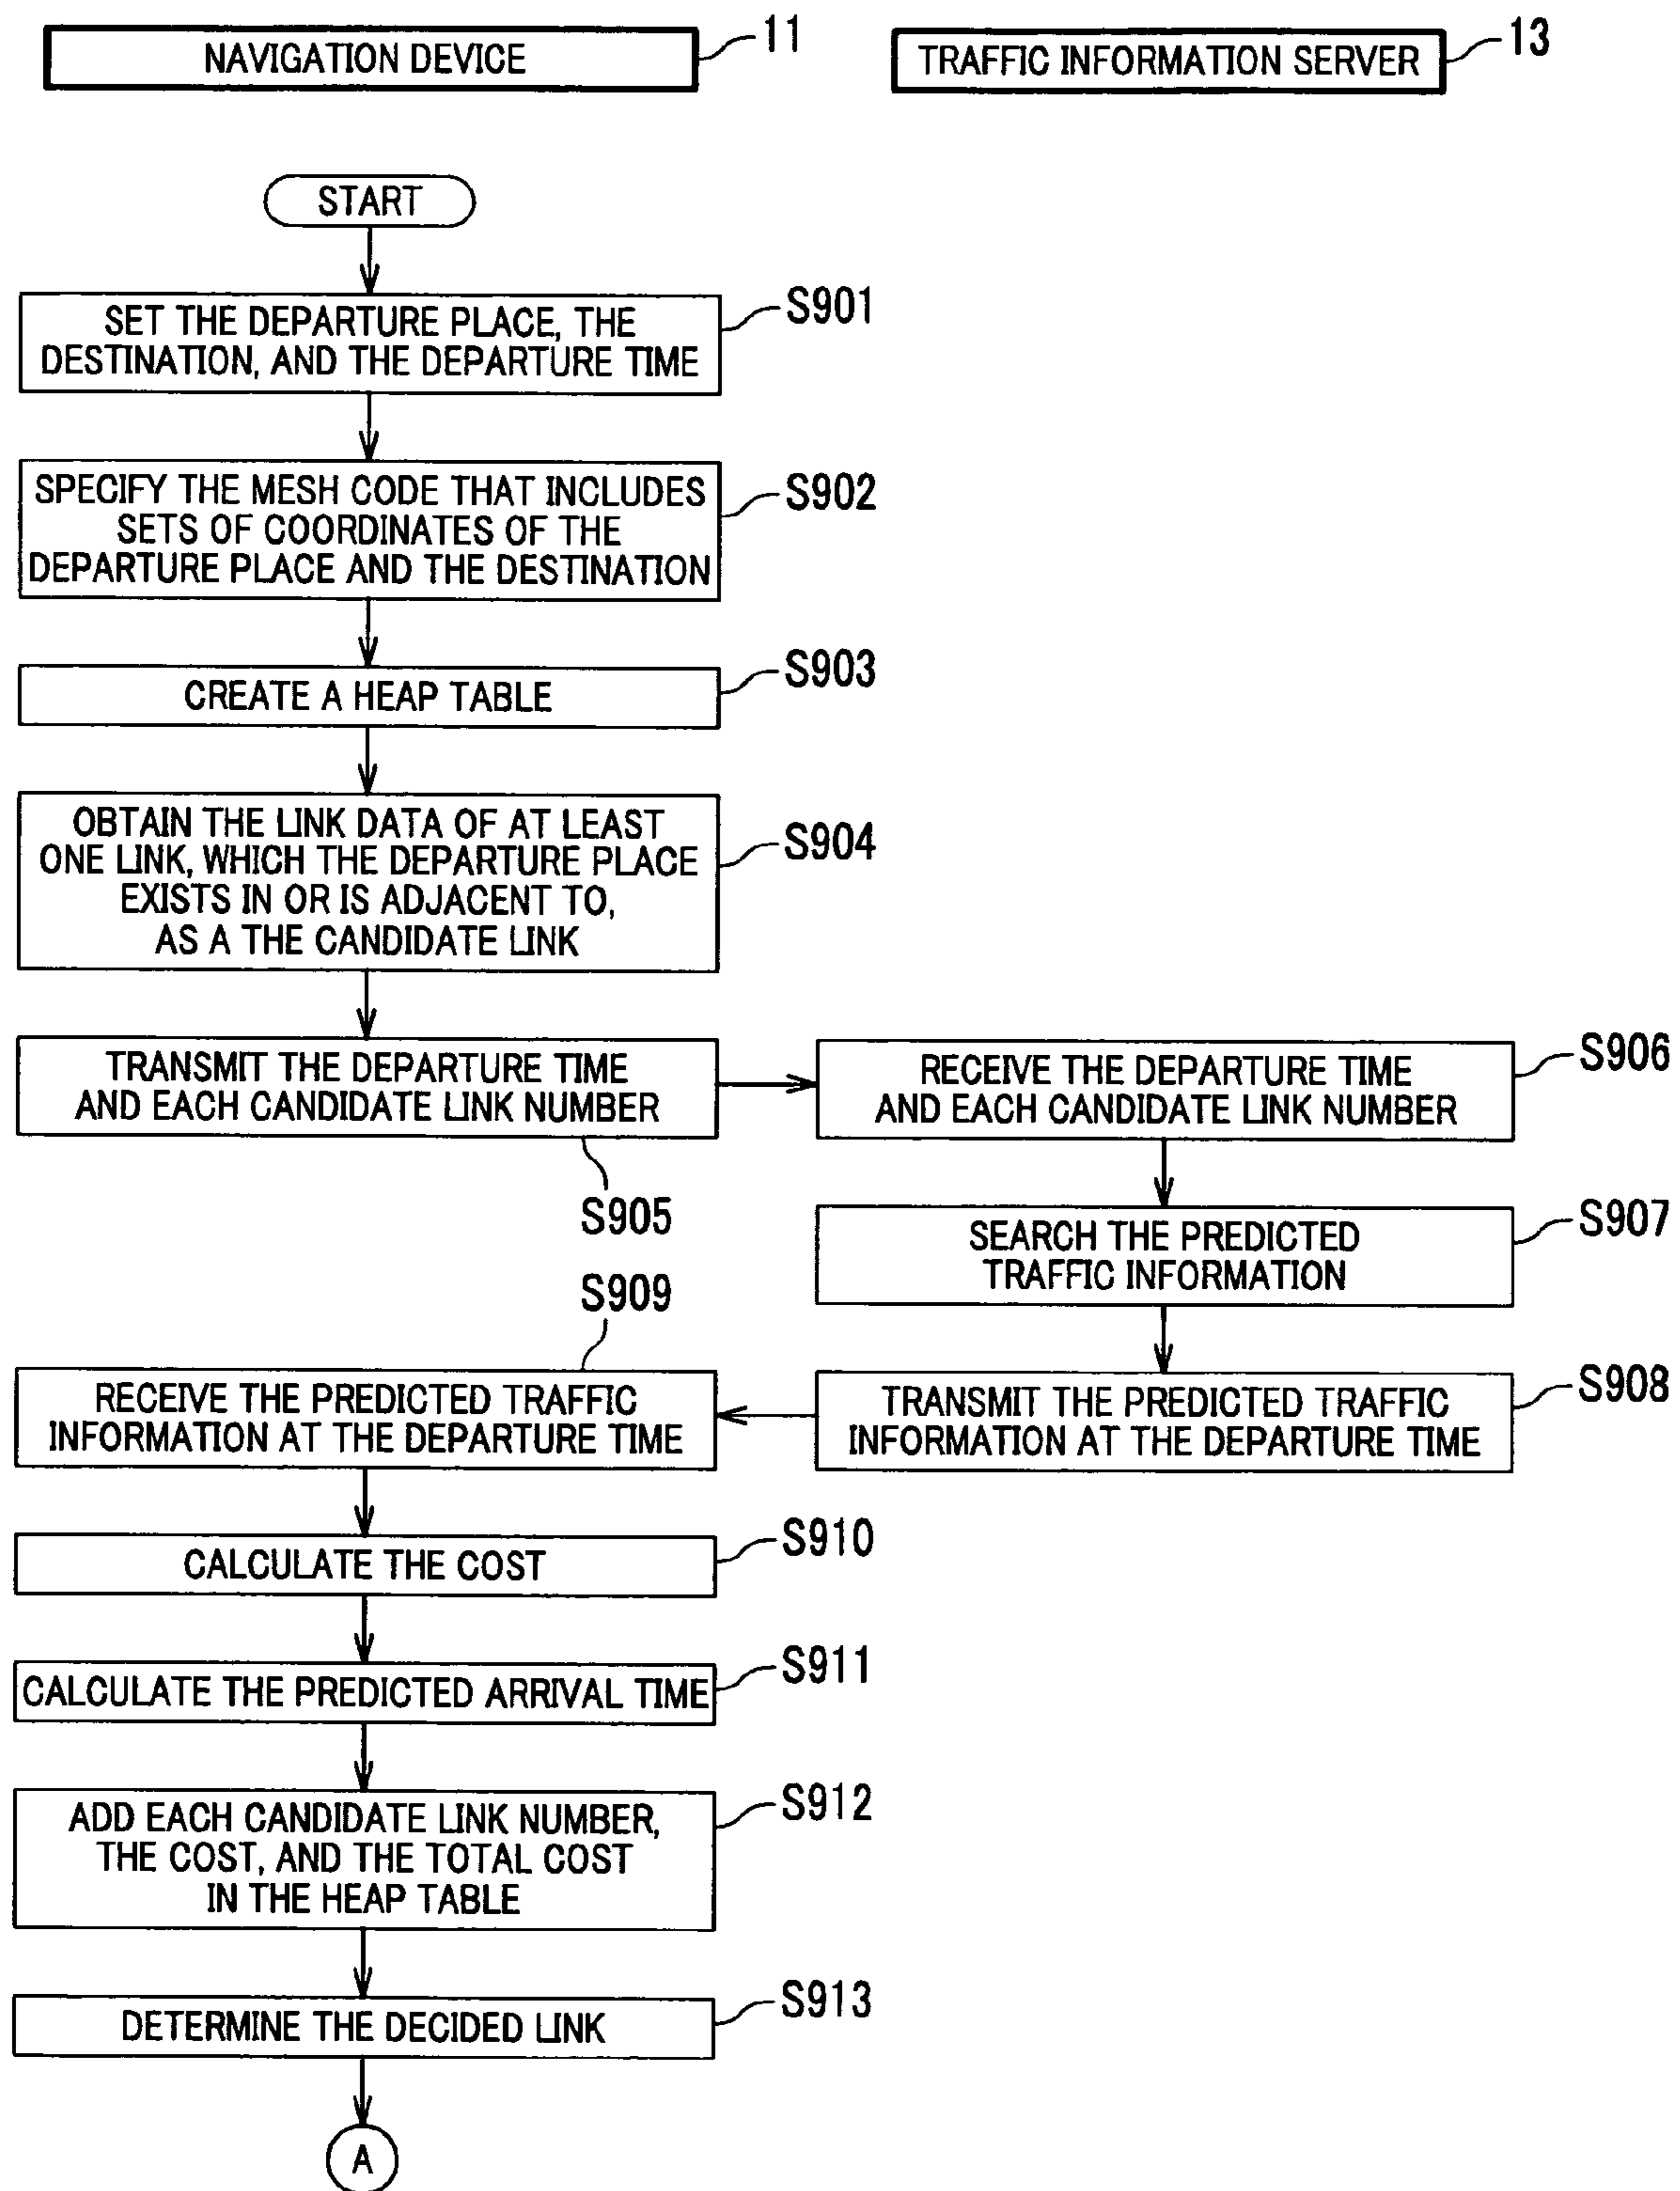 NAVIGATION DEVICE
11
TRAFFIC INFORMATION SERVER
13
START
SET THE DEPARTURE PLACE, THE
DESTINATION, AND THE DEPARTURE TIME
S901
SPECIFY THE MESH CODE THAT INCLUDES
SETS OF COORDINATES OF THE
DEPARTURE PLACE AND THE DESTINATION
S902
CREATE A HEAP TABLE
S903
OBTAIN THE LINK DATA OF AT LEAST
ONE LINK, WHICH THE DEPARTURE PLACE
EXISTS IN OR IS ADJACENT TO,
AS A THE CANDIDATE LINK
S904
TRANSMIT THE DEPARTURE TIME
AND EACH CANDIDATE LINK NUMBER
S905
RECEIVE THE DEPARTURE TIME
AND EACH CANDIDATE LINK NUMBER
S906
SEARCH THE PREDICTED
TRAFFIC INFORMATION
S907
TRANSMIT THE PREDICTED TRAFFIC
INFORMATION AT THE DEPARTURE TIME
S908
S909
RECEIVE THE PREDICTED TRAFFIC
INFORMATION AT THE DEPARTURE TIME
CALCULATE THE COST
S910
CALCULATE THE PREDICTED ARRIVAL TIME
S911
ADD EACH CANDIDATE LINK NUMBER,
THE COST, AND THE TOTAL COST
IN THE HEAP TABLE
S912
DETERMINE THE DECIDED LINK
S913
A